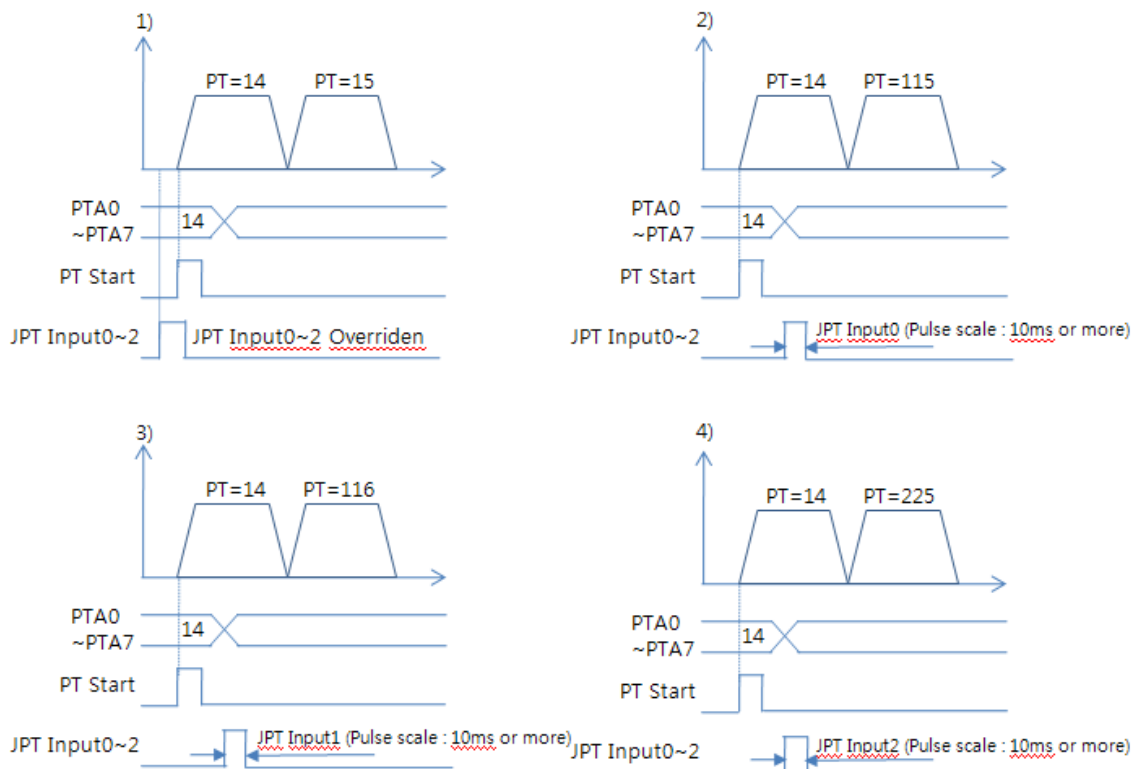 1)
PT=14
PT=15
PTA0
~PTA7
14
PT Start
JPT Input0~2
JPT Input0~2 Overriden
2)
PT=14
PT=115
PTA0
~PTA7
14
PT Start
JPT Input0~2
JPT Input0 (Pulse scale : 10ms or more)
3)
PT=14
PT=116
PTA0
~PTA7
14
PT Start
JPT Input0~2
JPT Input1 (Pulse scale : 10ms or more)
4)
PT=14
PT=225
PTA0
~PTA7
14
PT Start
JPT Input0~2
JPT Input2 (Pulse scale : 10ms or more)